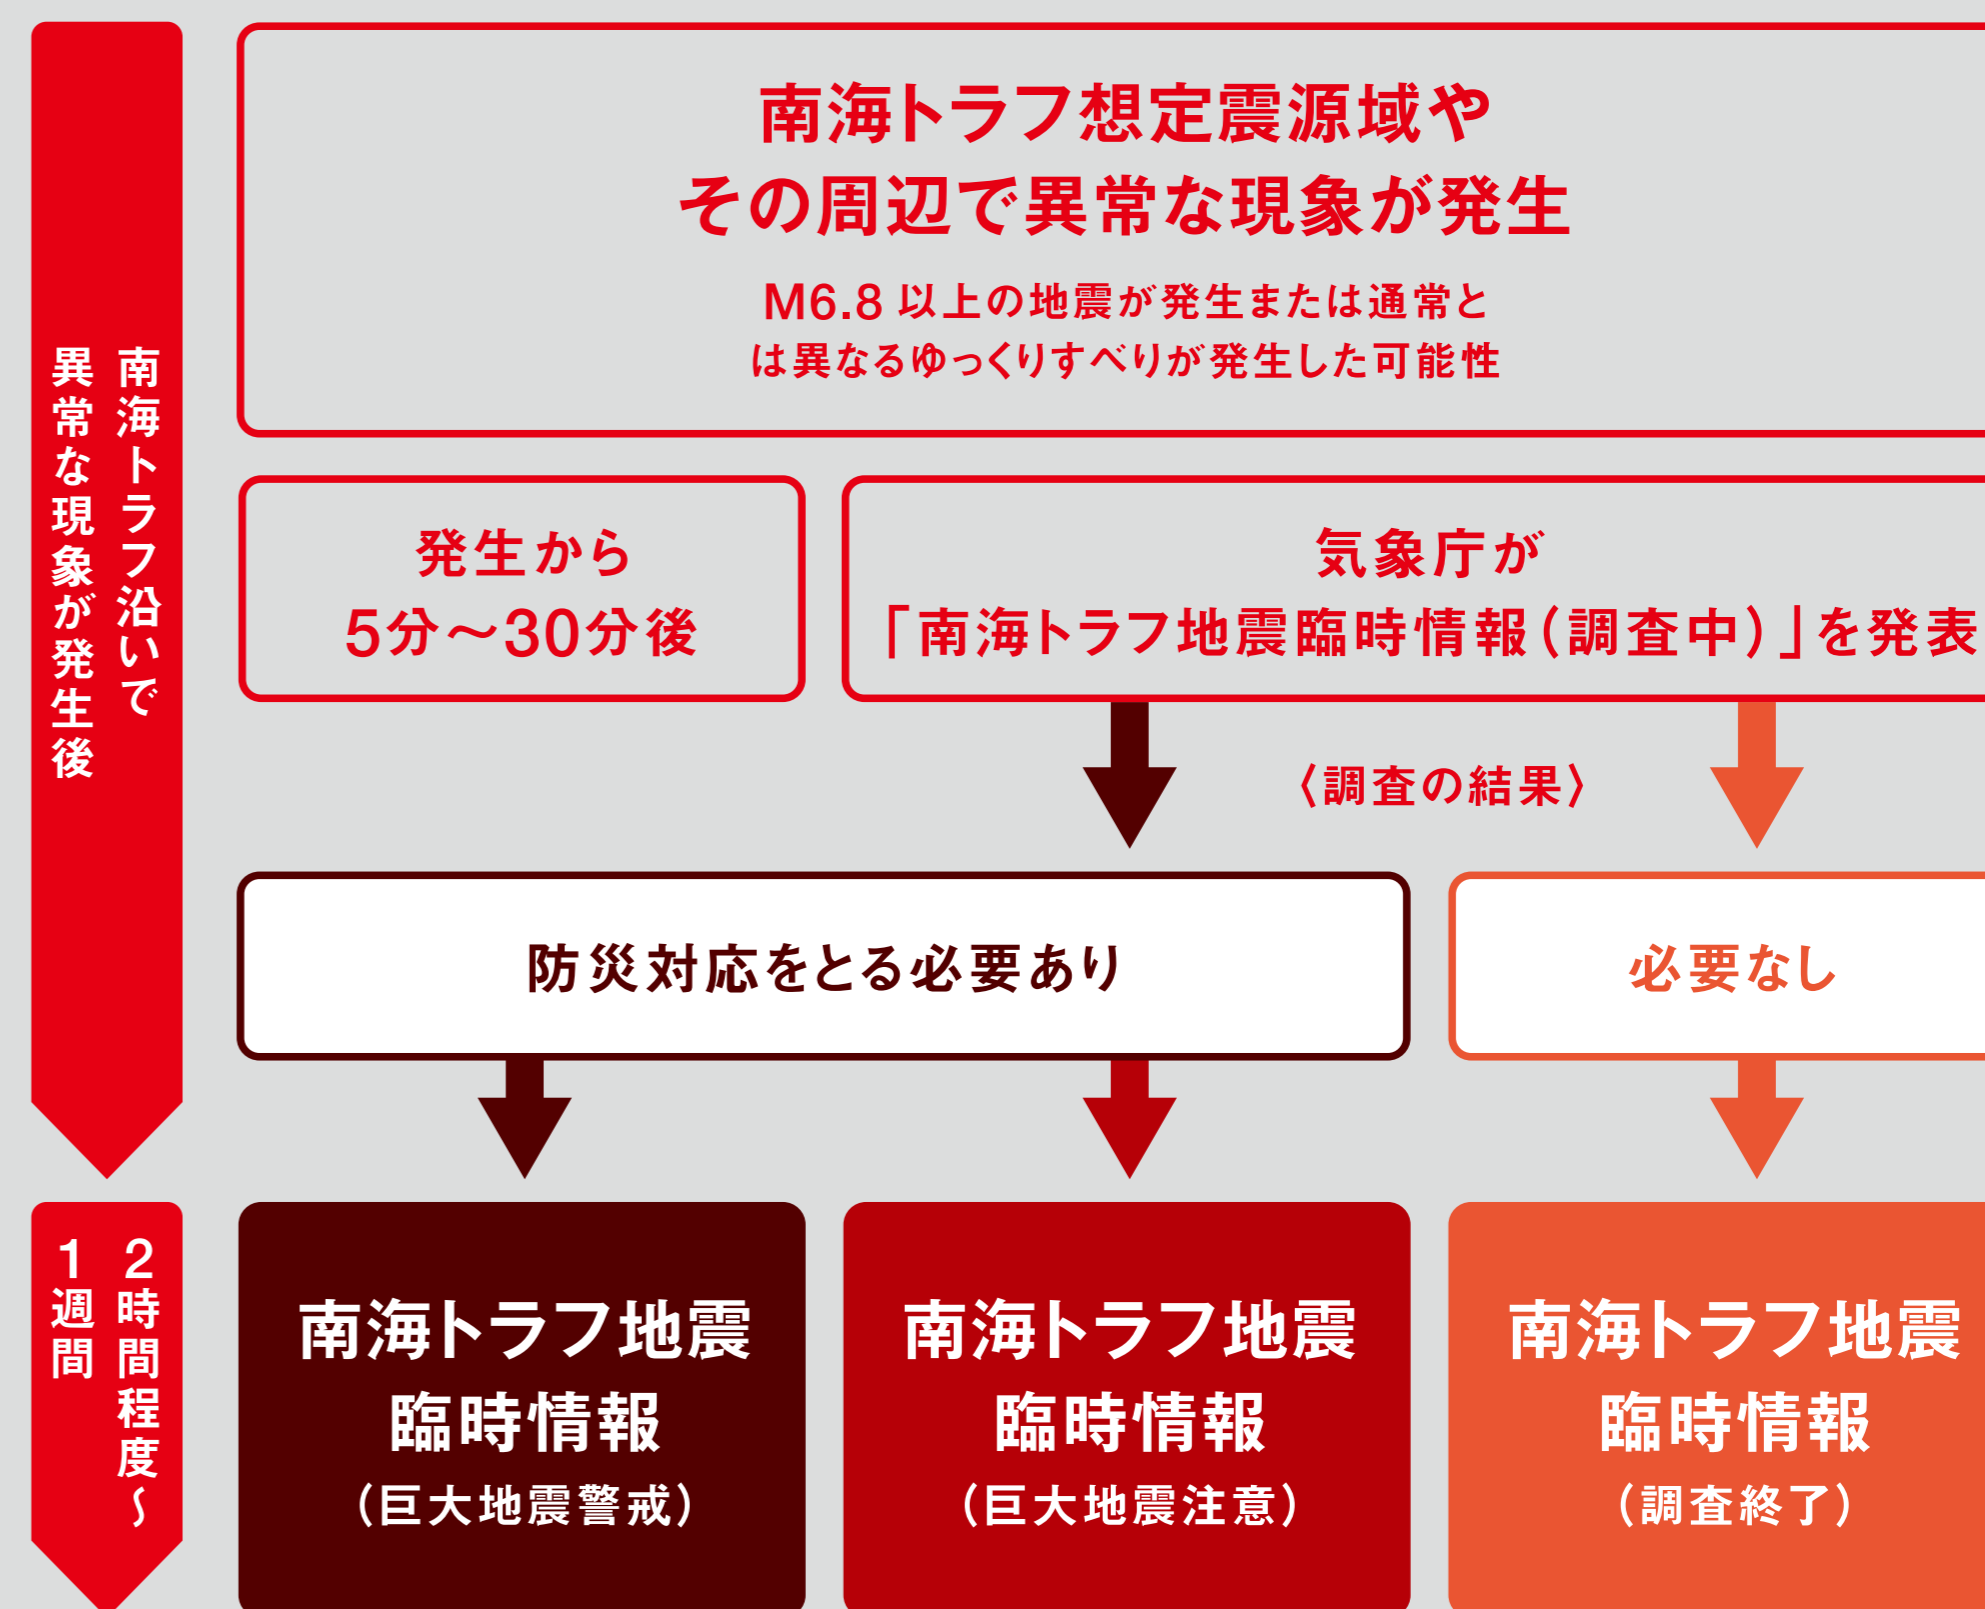 南海トラフ沿いで
異常な現象が発生後
南海トラフ想定震源域や
その周辺で異常な現象が発生
M6.8 以上の地震が発生または通常と
は異なるゆっくりすべりが発生した可能性
発生から
5分〜30分後
気象庁が
「南海トラフ地震臨時情報（調査中）」を発表
〈調査の結果〉
防災対応をとる必要あり
必要なし
2時間程度〜
1週間
南海トラフ地震
臨時情報
（巨大地震警戒）
南海トラフ地震
臨時情報
（巨大地震注意）
南海トラフ地震
臨時情報
（調査終了）